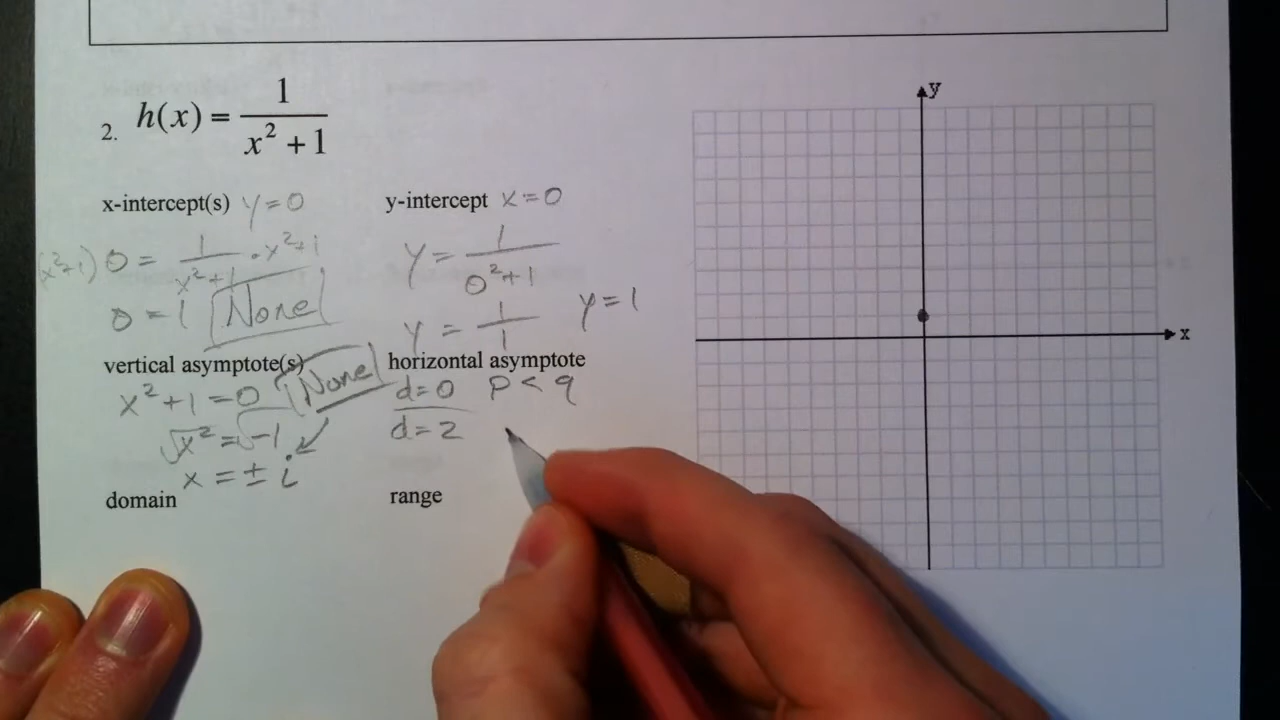 2. h(x) = 1 / (x² + 1)
x-intercept(s) y = 0
(x²+1) 0 = 1/(x²+1) · x²+1
0 = 1 None
y-intercept x = 0
y = 1/(0²+1)
y = 1/1 y = 1
vertical asymptote(s) None
x² + 1 = 0
√x² = √-1
x = ± i
horizontal asymptote
d = 0 p < q
d = 2
domain
range
y
x